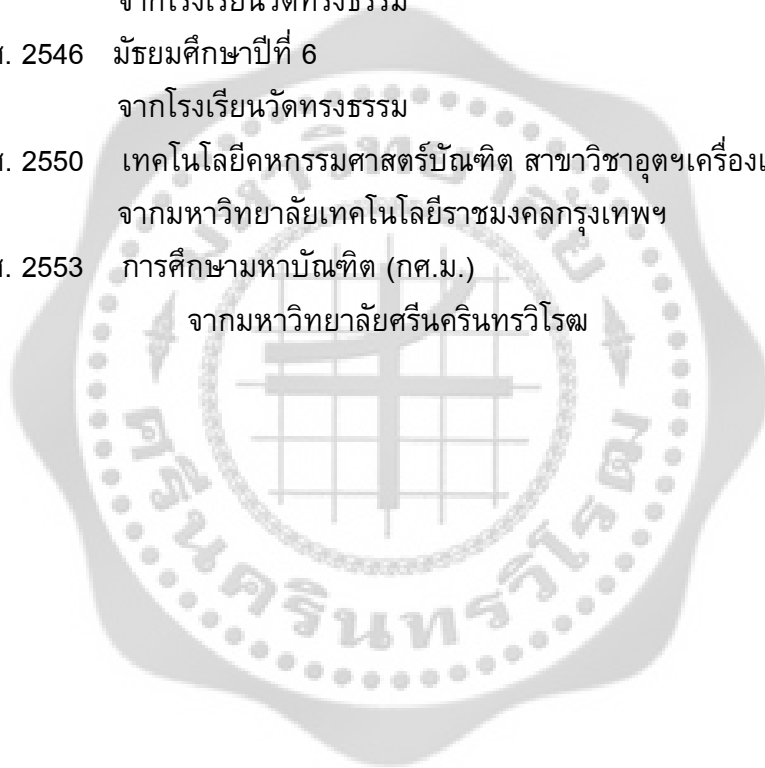 จากโรงเรียนวัดทรงธรรม
ศ. 2546 มัธยมศึกษาปีที่ 6
จากโรงเรียนวัดทรงธรรม
ศ. 2550 เทคโนโลยีคหกรรมศาสตร์บัณฑิต สาขาวิชาอุตฯเครื่องแ
จากมหาวิทยาลัยเทคโนโลยีราชมงคลกรุงเทพฯ
ศ. 2553 การศึกษามหาบัณฑิต (กศ.ม.)
จากมหาวิทยาลัยศรีนครินทรวิโรฒ
มหาวิทยาลัย
ศรีนครินทรวิโรฒ